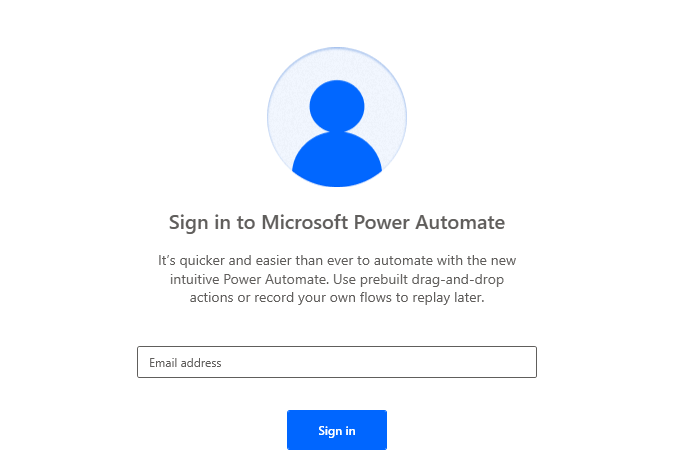 Sign in to Microsoft Power Automate
It's quicker and easier than ever to automate with the new
intuitive Power Automate. Use prebuilt drag-and-drop
actions or record your own flows to replay later.
Email address
Sign in